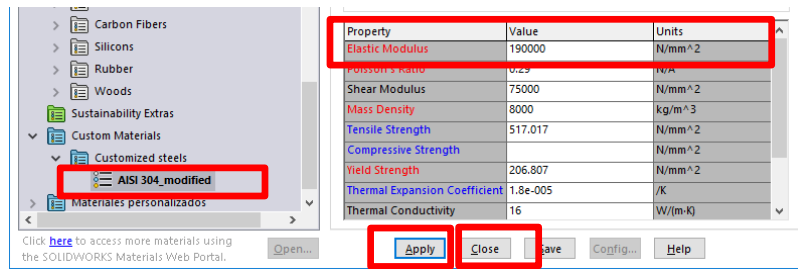 Carbon Fibers
Silicons
Rubber
Woods
Sustainability Extras
Custom Materials
Customized steels
AISI 304_modified
Materiales personalizados
Click here to access more materials using
the SOLIDWORKS Materials Web Portal.
Open...
Property Value Units
Elastic Modulus 190000 N/mm^2
Poisson's Ratio 0.29 N/A
Shear Modulus 75000 N/mm^2
Mass Density 8000 kg/m^3
Tensile Strength 517.017 N/mm^2
Compressive Strength N/mm^2
Yield Strength 206.807 N/mm^2
Thermal Expansion Coefficient 1.8e-005 /K
Thermal Conductivity 16 W/(m·K)
Apply Close Save Config... Help